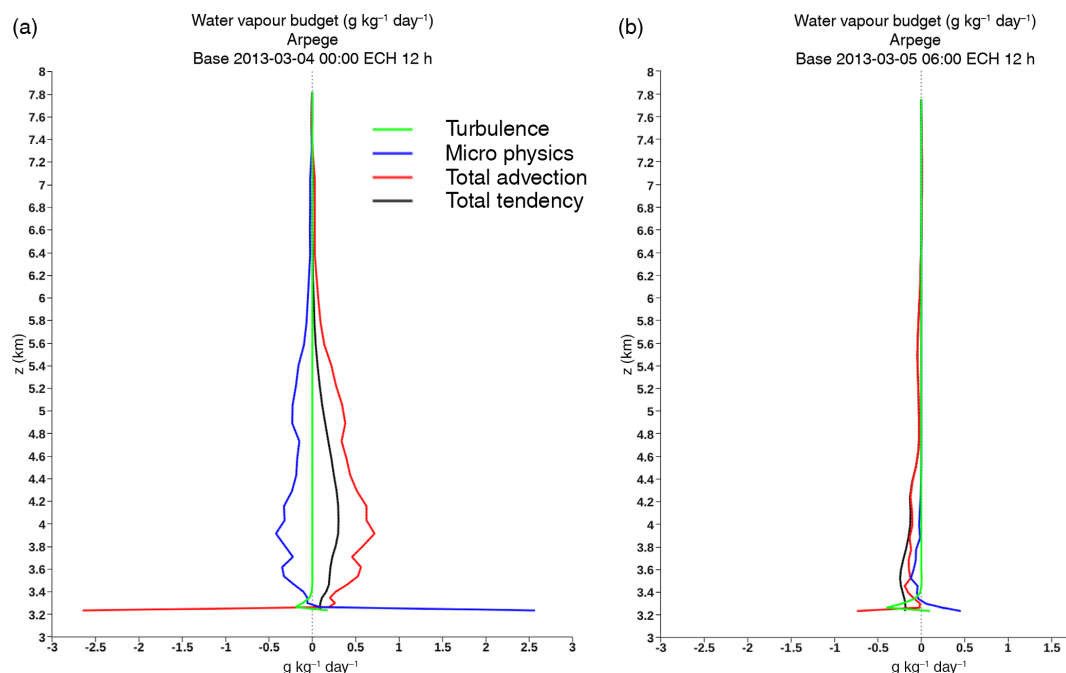 (a)
Water vapour budget (g kg⁻¹ day⁻¹)
Arpege
Base 2013-03-04 00:00 ECH 12 h
8
7.8
7.6
7.4
7.2
7
6.8
6.6
6.4
6.2
6
5.8
5.6
5.4
5.2
5
4.8
4.6
4.4
4.2
4
3.8
3.6
3.4
3.2
3
z (km)
Turbulence
Micro physics
Total advection
Total tendency
-3 -2.5 -2 -1.5 -1 -0.5 0 0.5 1 1.5 2 2.5 3
g kg⁻¹ day⁻¹
(b)
Water vapour budget (g kg⁻¹ day⁻¹)
Arpege
Base 2013-03-05 06:00 ECH 12 h
8
7.8
7.6
7.4
7.2
7
6.8
6.6
6.4
6.2
6
5.8
5.6
5.4
5.2
5
4.8
4.6
4.4
4.2
4
3.8
3.6
3.4
3.2
3
z (km)
-3 -2.5 -2 -1.5 -1 -0.5 0 0.5 1 1.5
g kg⁻¹ day⁻¹